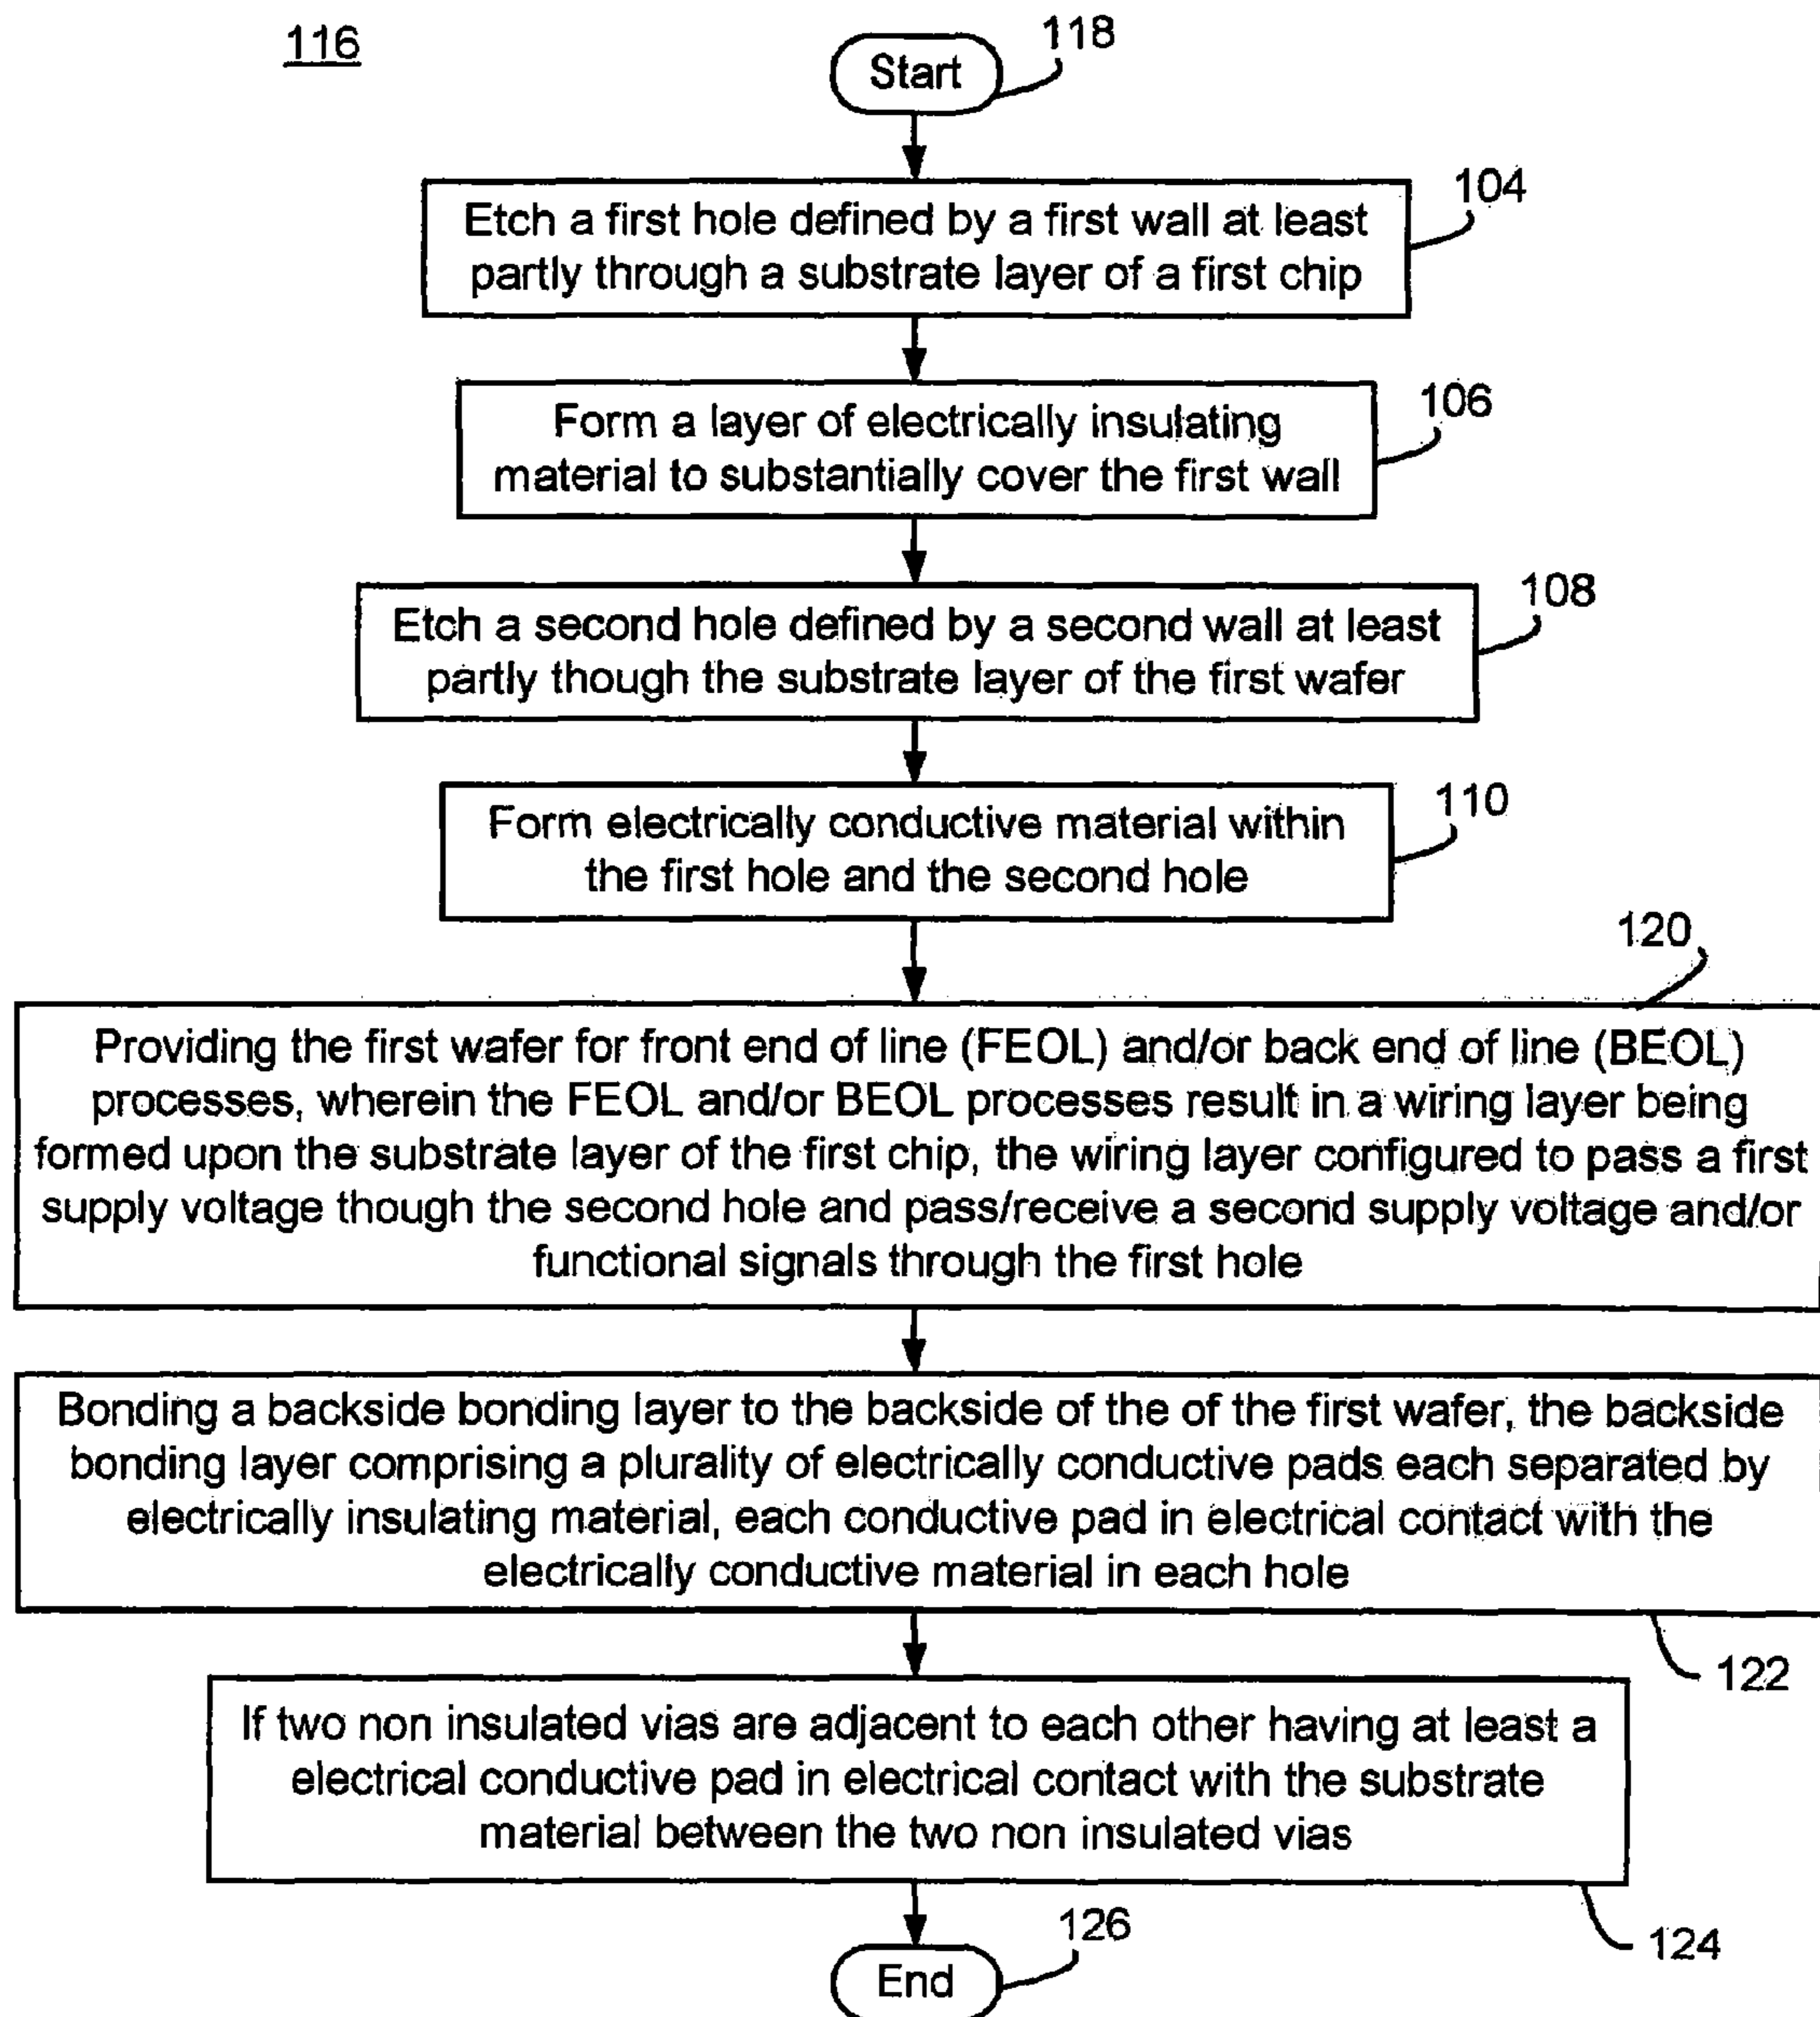 116
Start
118
Etch a first hole defined by a first wall at least
partly through a substrate layer of a first chip
104
Form a layer of electrically insulating
material to substantially cover the first wall
106
Etch a second hole defined by a second wall at least
partly though the substrate layer of the first wafer
108
Form electrically conductive material within
the first hole and the second hole
110
120
Providing the first wafer for front end of line (FEOL) and/or back end of line (BEOL)
processes, wherein the FEOL and/or BEOL processes result in a wiring layer being
formed upon the substrate layer of the first chip, the wiring layer configured to pass a first
supply voltage though the second hole and pass/receive a second supply voltage and/or
functional signals through the first hole
Bonding a backside bonding layer to the backside of the of the first wafer, the backside
bonding layer comprising a plurality of electrically conductive pads each separated by
electrically insulating material, each conductive pad in electrical contact with the
electrically conductive material in each hole
122
If two non insulated vias are adjacent to each other having at least a
electrical conductive pad in electrical contact with the substrate
material between the two non insulated vias
124
126
End